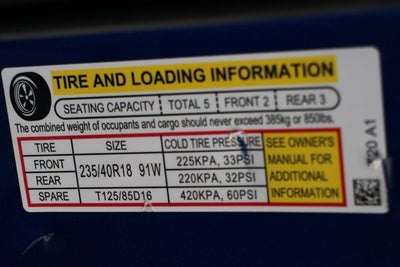 TIRE AND LOADING INFORMATION
SEATING CAPACITY TOTAL 5 FRONT 2 REAR 3
The combined weight of occupants and cargo should never exceed 385kg or 850lbs.
TIRE SIZE COLD TIRE PRESSURE
FRONT 235/40R18 91W 225KPA, 33PSI
REAR 220KPA, 32PSI
SPARE T125/85D16 420KPA, 60PSI
SEE OWNER'S
MANUAL FOR
ADDITIONAL
INFORMATION